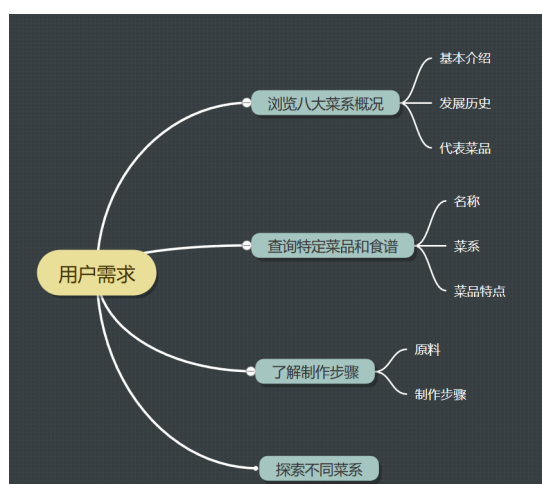 用户需求
浏览八大菜系概况
基本介绍
发展历史
代表菜品
查询特定菜品和食谱
名称
菜系
菜品特点
了解制作步骤
原料
制作步骤
探索不同菜系